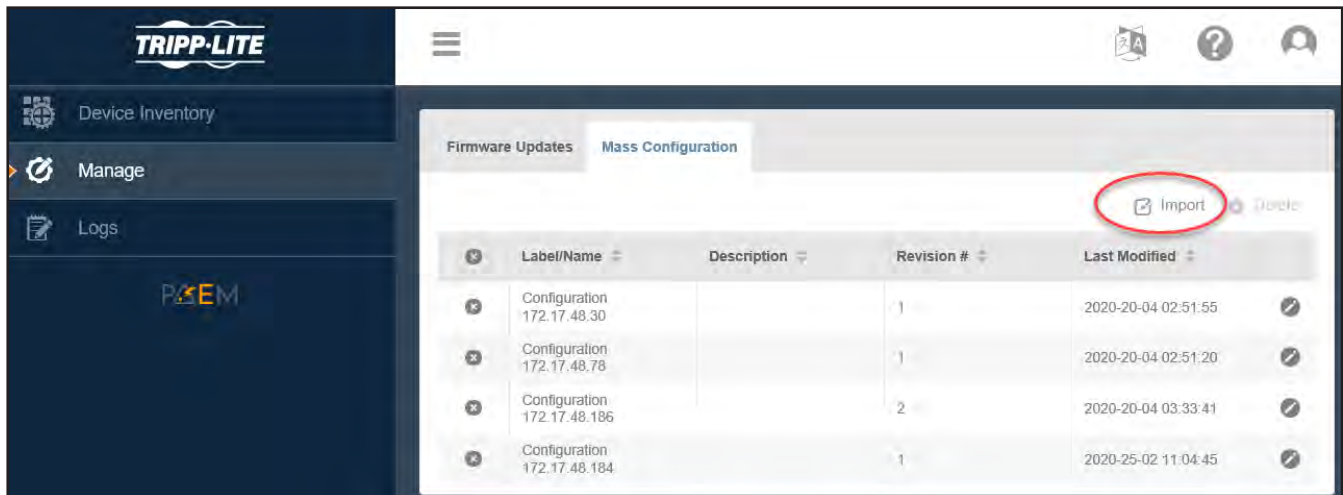 TRIPP·LITE
Device Inventory
Manage
Logs
Firmware Updates Mass Configuration
Import Delete
Label/Name Description Revision # Last Modified
Configuration
172.17.48.30 1 2020-20-04 02:51:55
Configuration
172.17.48.78 1 2020-20-04 02:51:20
Configuration
172.17.48.186 2 2020-20-04 03:33:41
Configuration
172.17.48.184 1 2020-25-02 11:04:45